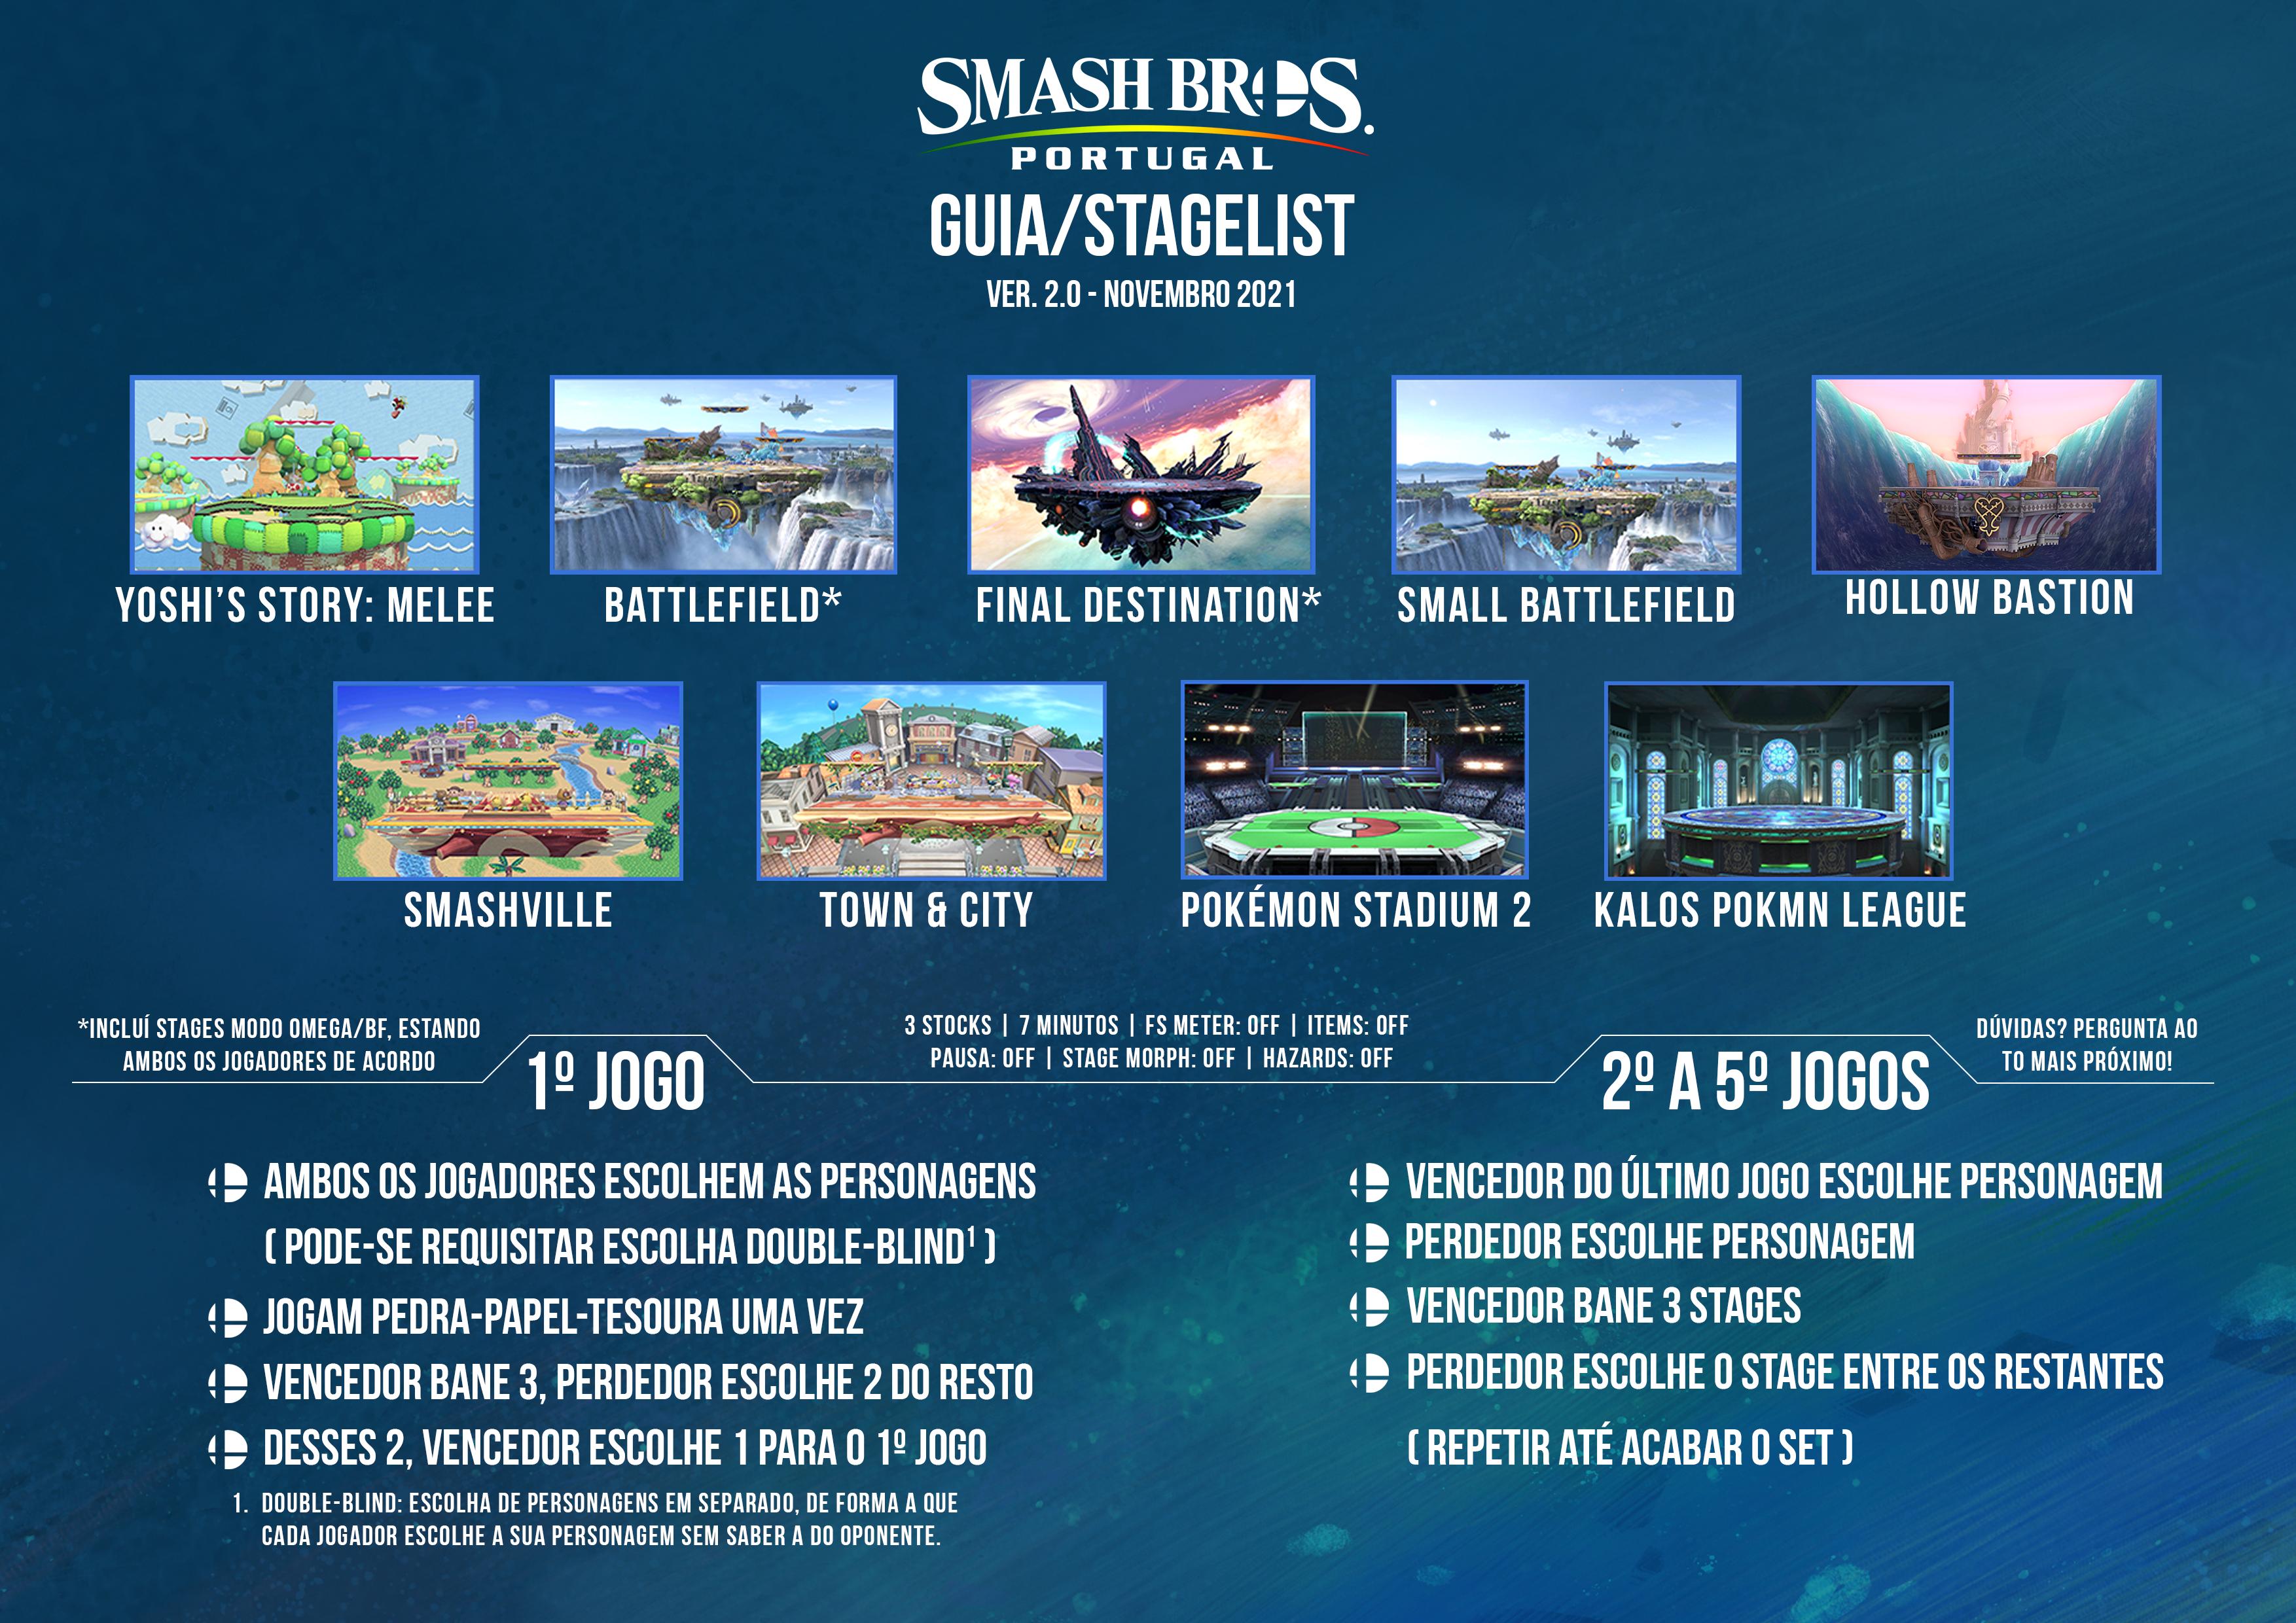 SMASH BROS.
PORTUGAL
GUIA/STAGELIST
VER. 2.0 - NOVEMBRO 2021
YOSHI'S STORY: MELEE
BATTLEFIELD*
FINAL DESTINATION*
SMALL BATTLEFIELD
HOLLOW BASTION
SMASHVILLE
TOWN & CITY
POKÉMON STADIUM 2
KALOS POKMN LEAGUE
*INCLUÍ STAGES MODO OMEGA/BF, ESTANDO
AMBOS OS JOGADORES DE ACORDO
3 STOCKS | 7 MINUTOS | FS METER: OFF | ITEMS: OFF
PAUSA: OFF | STAGE MORPH: OFF | HAZARDS: OFF
DÚVIDAS? PERGUNTA AO
TO MAIS PRÓXIMO!
1º JOGO
AMBOS OS JOGADORES ESCOLHEM AS PERSONAGENS
( PODE-SE REQUISITAR ESCOLHA DOUBLE-BLIND¹ )
JOGAM PEDRA-PAPEL-TESOURA UMA VEZ
VENCEDOR BANE 3, PERDEDOR ESCOLHE 2 DO RESTO
DESSES 2, VENCEDOR ESCOLHE 1 PARA O 1º JOGO
1. DOUBLE-BLIND: ESCOLHA DE PERSONAGENS EM SEPARADO, DE FORMA A QUE
CADA JOGADOR ESCOLHE A SUA PERSONAGEM SEM SABER A DO OPONENTE.
2º A 5º JOGOS
VENCEDOR DO ÚLTIMO JOGO ESCOLHE PERSONAGEM
PERDEDOR ESCOLHE PERSONAGEM
VENCEDOR BANE 3 STAGES
PERDEDOR ESCOLHE O STAGE ENTRE OS RESTANTES
( REPETIR ATÉ ACABAR O SET )